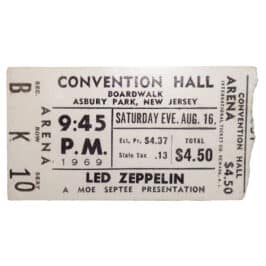 CONVENTION HALL
BOARDWALK
ASBURY PARK, NEW JERSEY
9:45
P.M.
1969
SATURDAY EVE. AUG. 16,
Est. Pr. $4.37
State Tax .13
TOTAL
$4.50
LED ZEPPELIN
A MOE SEPTEE PRESENTATION
SEC.
B
ROW
K
SEAT
10
ARENA
CONVENTION HALL
ARENA
$4.50